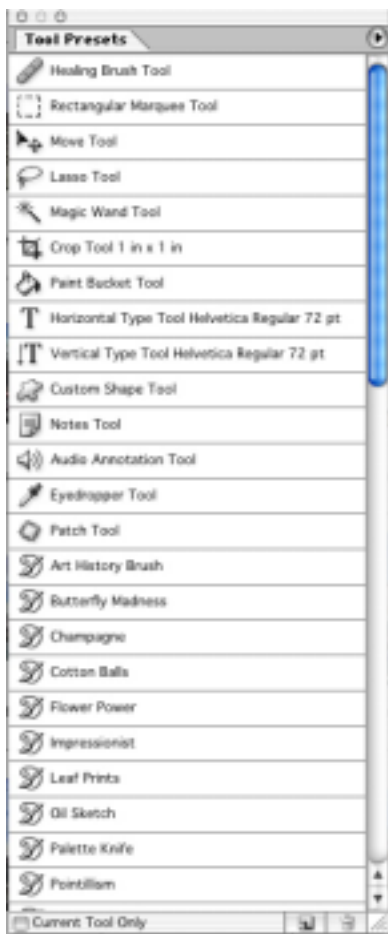 Tool Presets
Healing Brush Tool
Rectangular Marquee Tool
Move Tool
Lasso Tool
Magic Wand Tool
Crop Tool 1 in x 1 in
Paint Bucket Tool
Horizontal Type Tool Helvetica Regular 72 pt
Vertical Type Tool Helvetica Regular 72 pt
Custom Shape Tool
Notes Tool
Audio Annotation Tool
Eyedropper Tool
Patch Tool
Art History Brush
Butterfly Madness
Champagne
Cotton Balls
Flower Power
Impressionist
Leaf Prints
Oil Sketch
Palette Knife
Pointillism
Current Tool Only